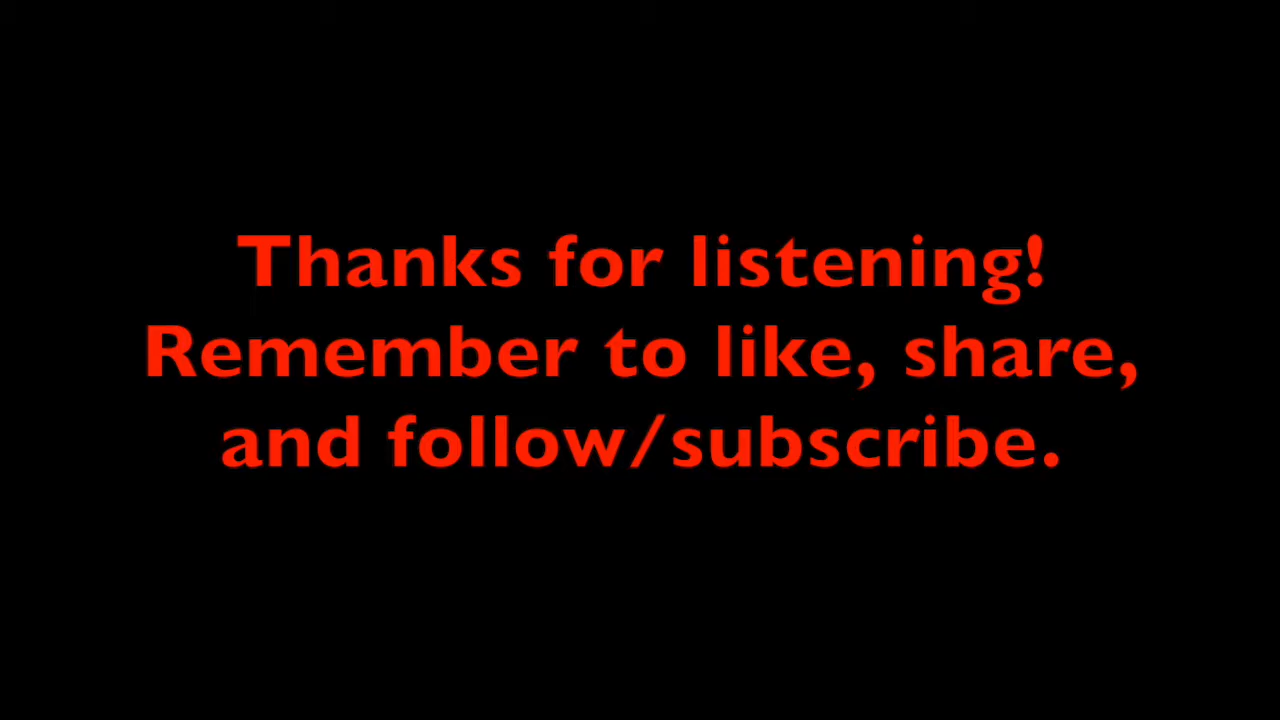 Thanks for listening!
Remember to like, share,
and follow/subscribe.